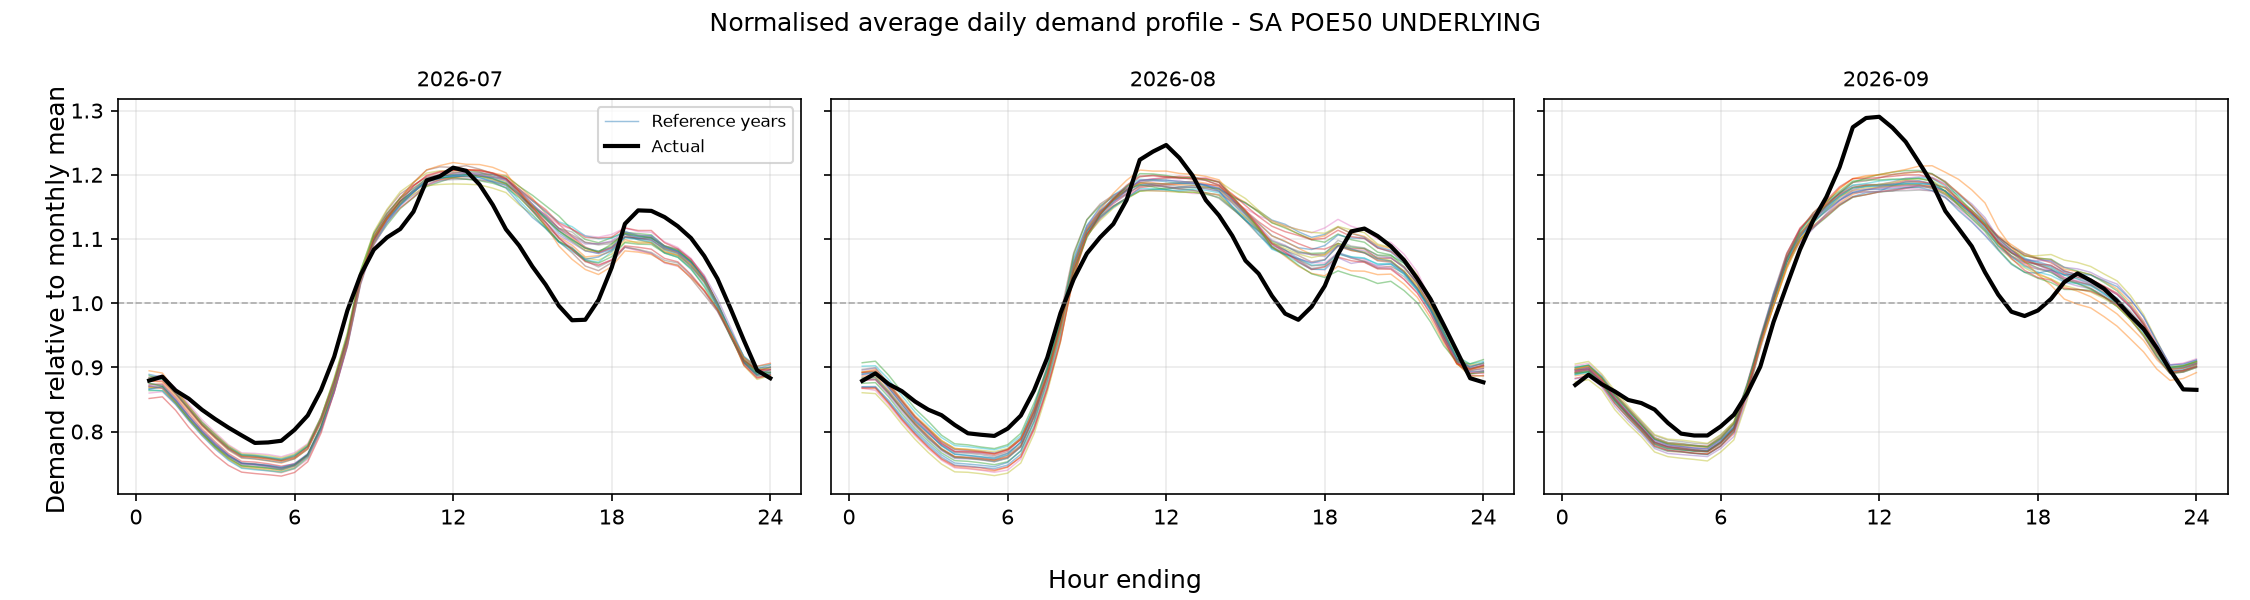 Normalised average daily demand profile - SA POE50 UNDERLYING
2026-07
2026-08
2026-09
Demand relative to monthly mean
1.3
1.2
1.1
1.0
0.9
0.8
Reference years
Actual
0 6 12 18 24
0 6 12 18 24
0 6 12 18 24
Hour ending